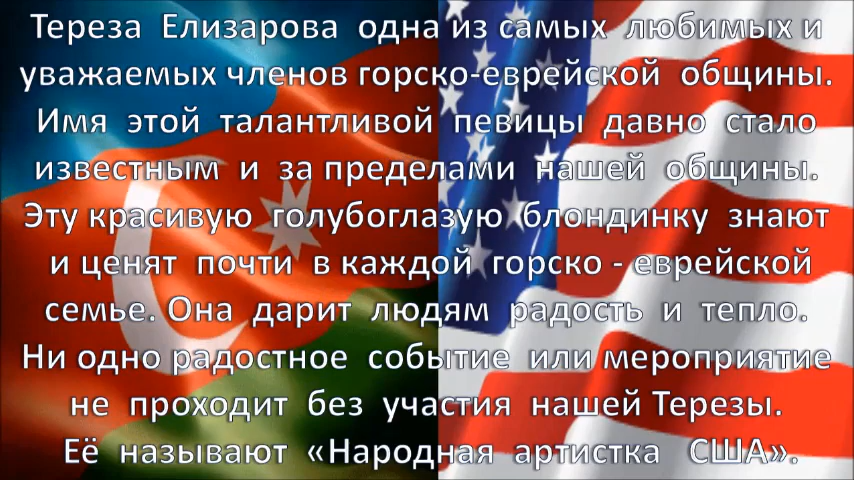 Тереза Елизарова одна из самых любимых и
уважаемых членов горско-еврейской общины.
Имя этой талантливой певицы давно стало
известным и за пределами нашей общины.
Эту красивую голубоглазую блондинку знают
и ценят почти в каждой горско - еврейской
семье. Она дарит людям радость и тепло.
Ни одно радостное событие или мероприятие
не проходит без участия нашей Терезы.
Её называют «Народная артистка США».